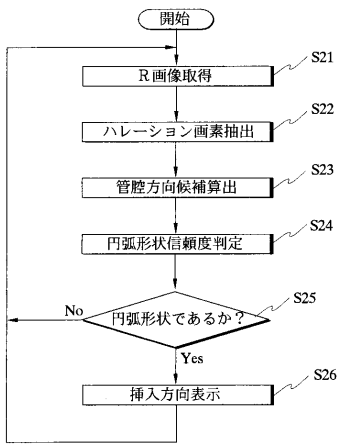 開始
S21
R画像取得
S22
ハレーション画素抽出
S23
管腔方向候補算出
S24
円弧形状信頼度判定
S25
円弧形状であるか？
No
Yes
S26
挿入方向表示